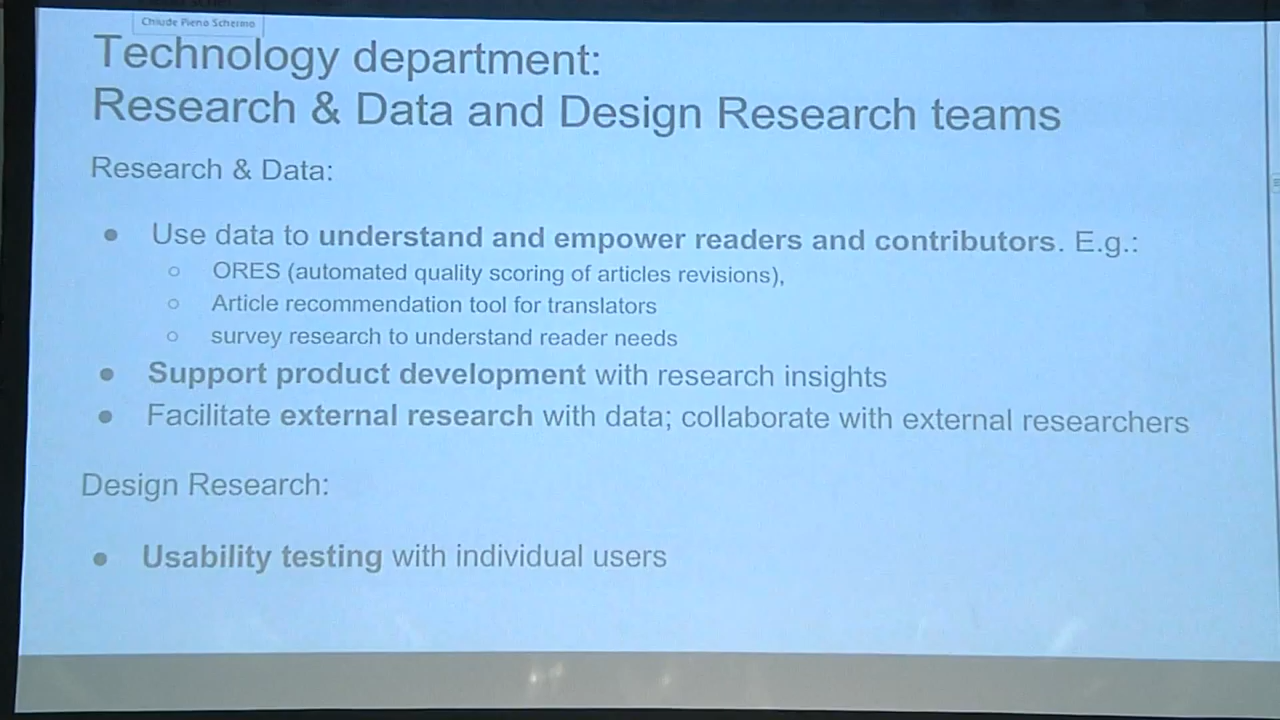 Chiude Pieno Schermo
Technology department:
Research & Data and Design Research teams
Research & Data:
● Use data to understand and empower readers and contributors. E.g.:
○ ORES (automated quality scoring of articles revisions),
○ Article recommendation tool for translators
○ survey research to understand reader needs
● Support product development with research insights
● Facilitate external research with data; collaborate with external researchers
Design Research:
● Usability testing with individual users